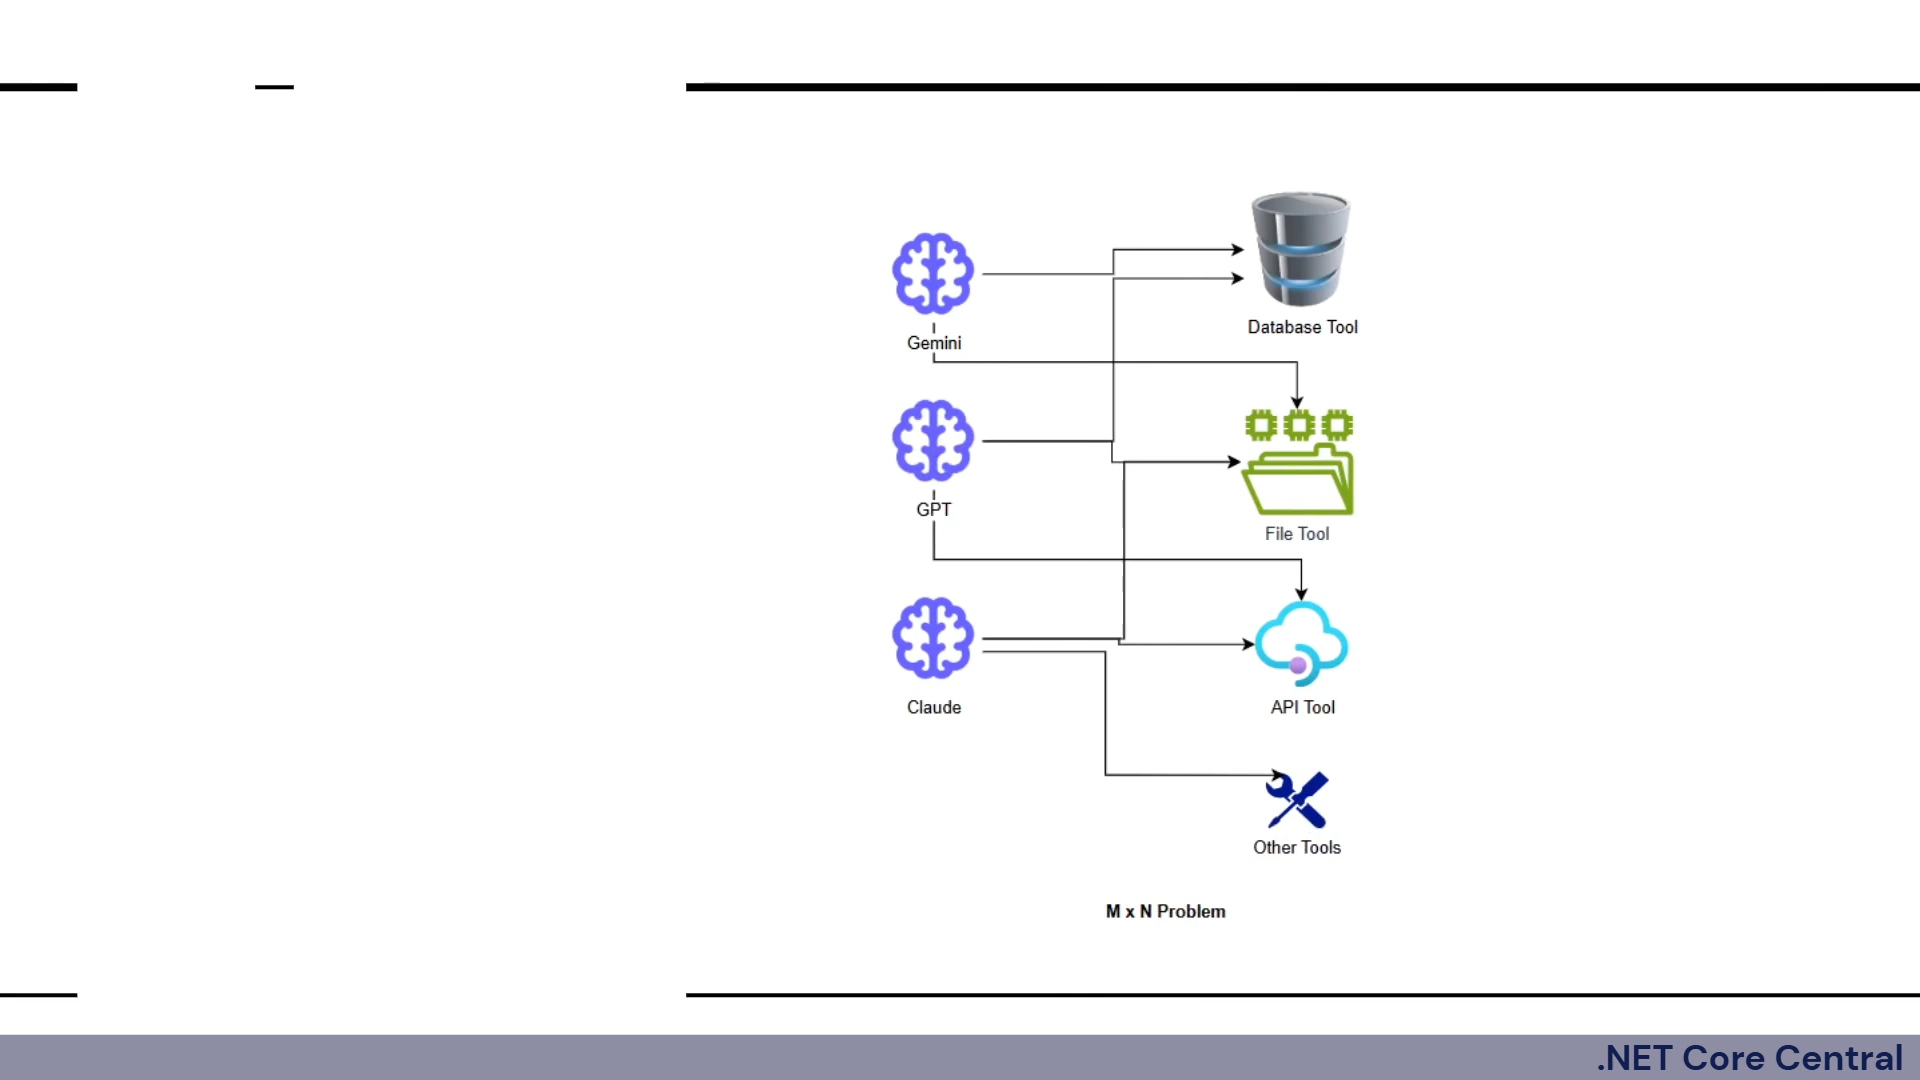 Database Tool
Gemini
GPT
File Tool
Claude
API Tool
Other Tools
M x N Problem
.NET Core Central